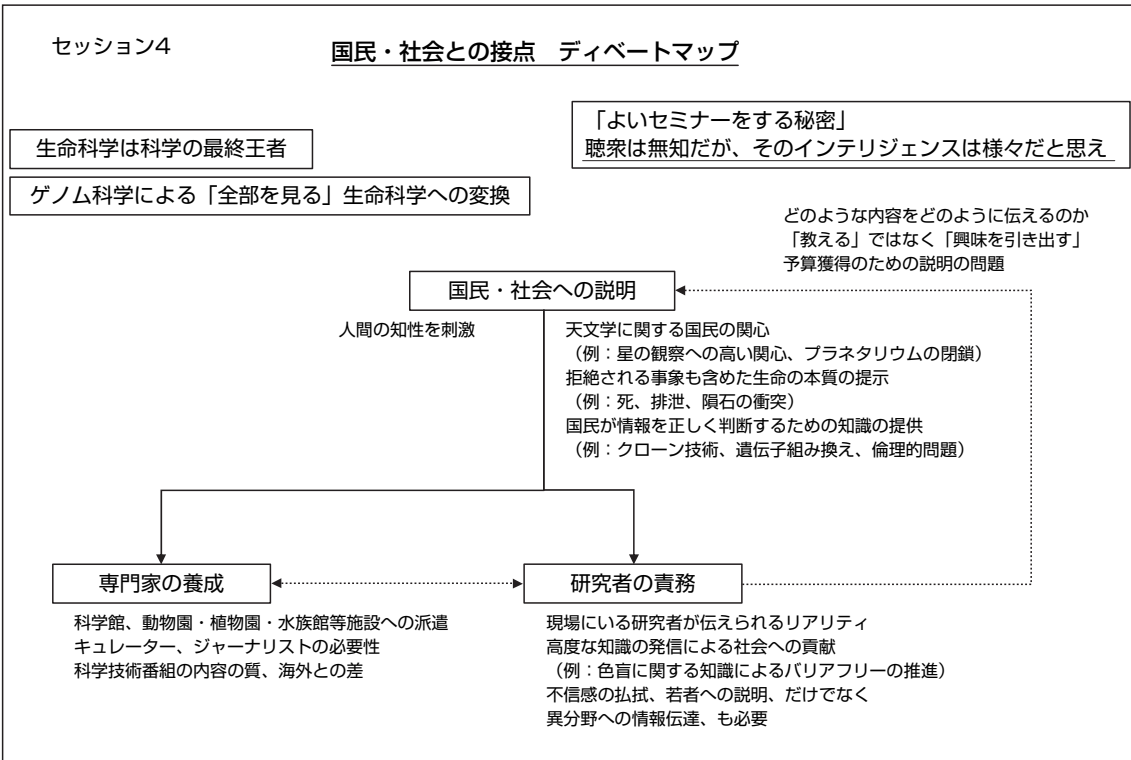 セッション4
国民・社会との接点　ディベートマップ
生命科学は科学の最終王者
ゲノム科学による「全部を見る」生命科学への変換
「よいセミナーをする秘密」
聴衆は無知だが、そのインテリジェンスは様々だと思え
どのような内容をどのように伝えるのか
「教える」ではなく「興味を引き出す」
予算獲得のための説明の問題
国民・社会への説明
人間の知性を刺激
天文学に関する国民の関心
（例：星の観察への高い関心、プラネタリウムの閉鎖）
拒絶される事象も含めた生命の本質の提示
（例：死、排泄、隕石の衝突）
国民が情報を正しく判断するための知識の提供
（例：クローン技術、遺伝子組み換え、倫理的問題）
専門家の養成
科学館、動物園・植物園・水族館等施設への派遣
キュレーター、ジャーナリストの必要性
科学技術番組の内容の質、海外との差
研究者の責務
現場にいる研究者が伝えられるリアリティ
高度な知識の発信による社会への貢献
（例：色盲に関する知識によるバリアフリーの推進）
不信感の払拭、若者への説明、だけでなく
異分野への情報伝達、も必要